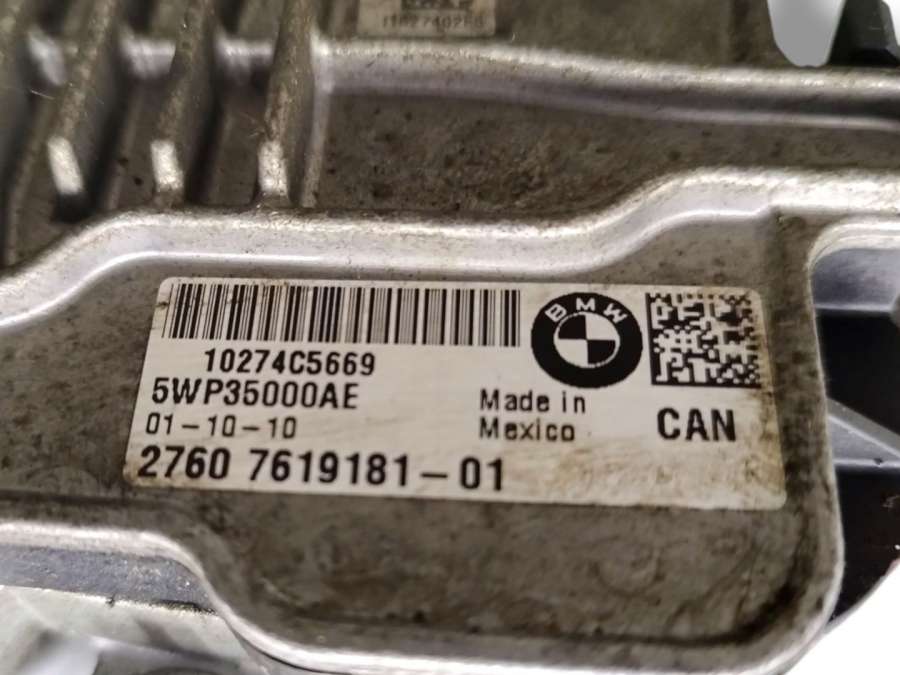 10274C5669
BMW
5WP35000AE
Made in
Mexico
CAN
01-10-10
2760 7619181-01